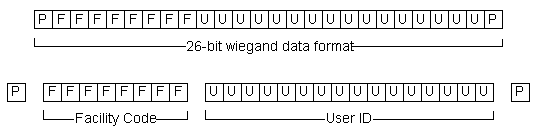 P F F F F F F F F U U U U U U U U U U U U U U U U P
26-bit wiegand data format
P F F F F F F F F U U U U U U U U U U U U U U U U P
Facility Code User ID